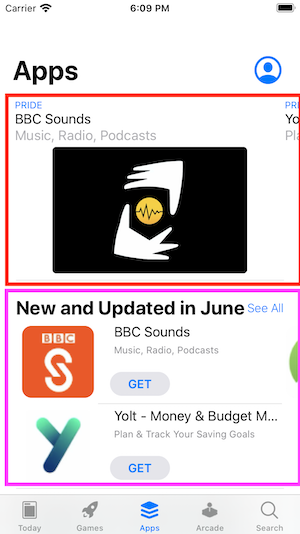 Carrier 6:09 PM
Apps
PRIDE PRI
BBC Sounds Yo
Music, Radio, Podcasts Pla
New and Updated in June See All
BBC
BBC Sounds
Music, Radio, Podcasts
GET
Yolt - Money & Budget M...
Plan & Track Your Saving Goals
GET
Today Games Apps Arcade Search